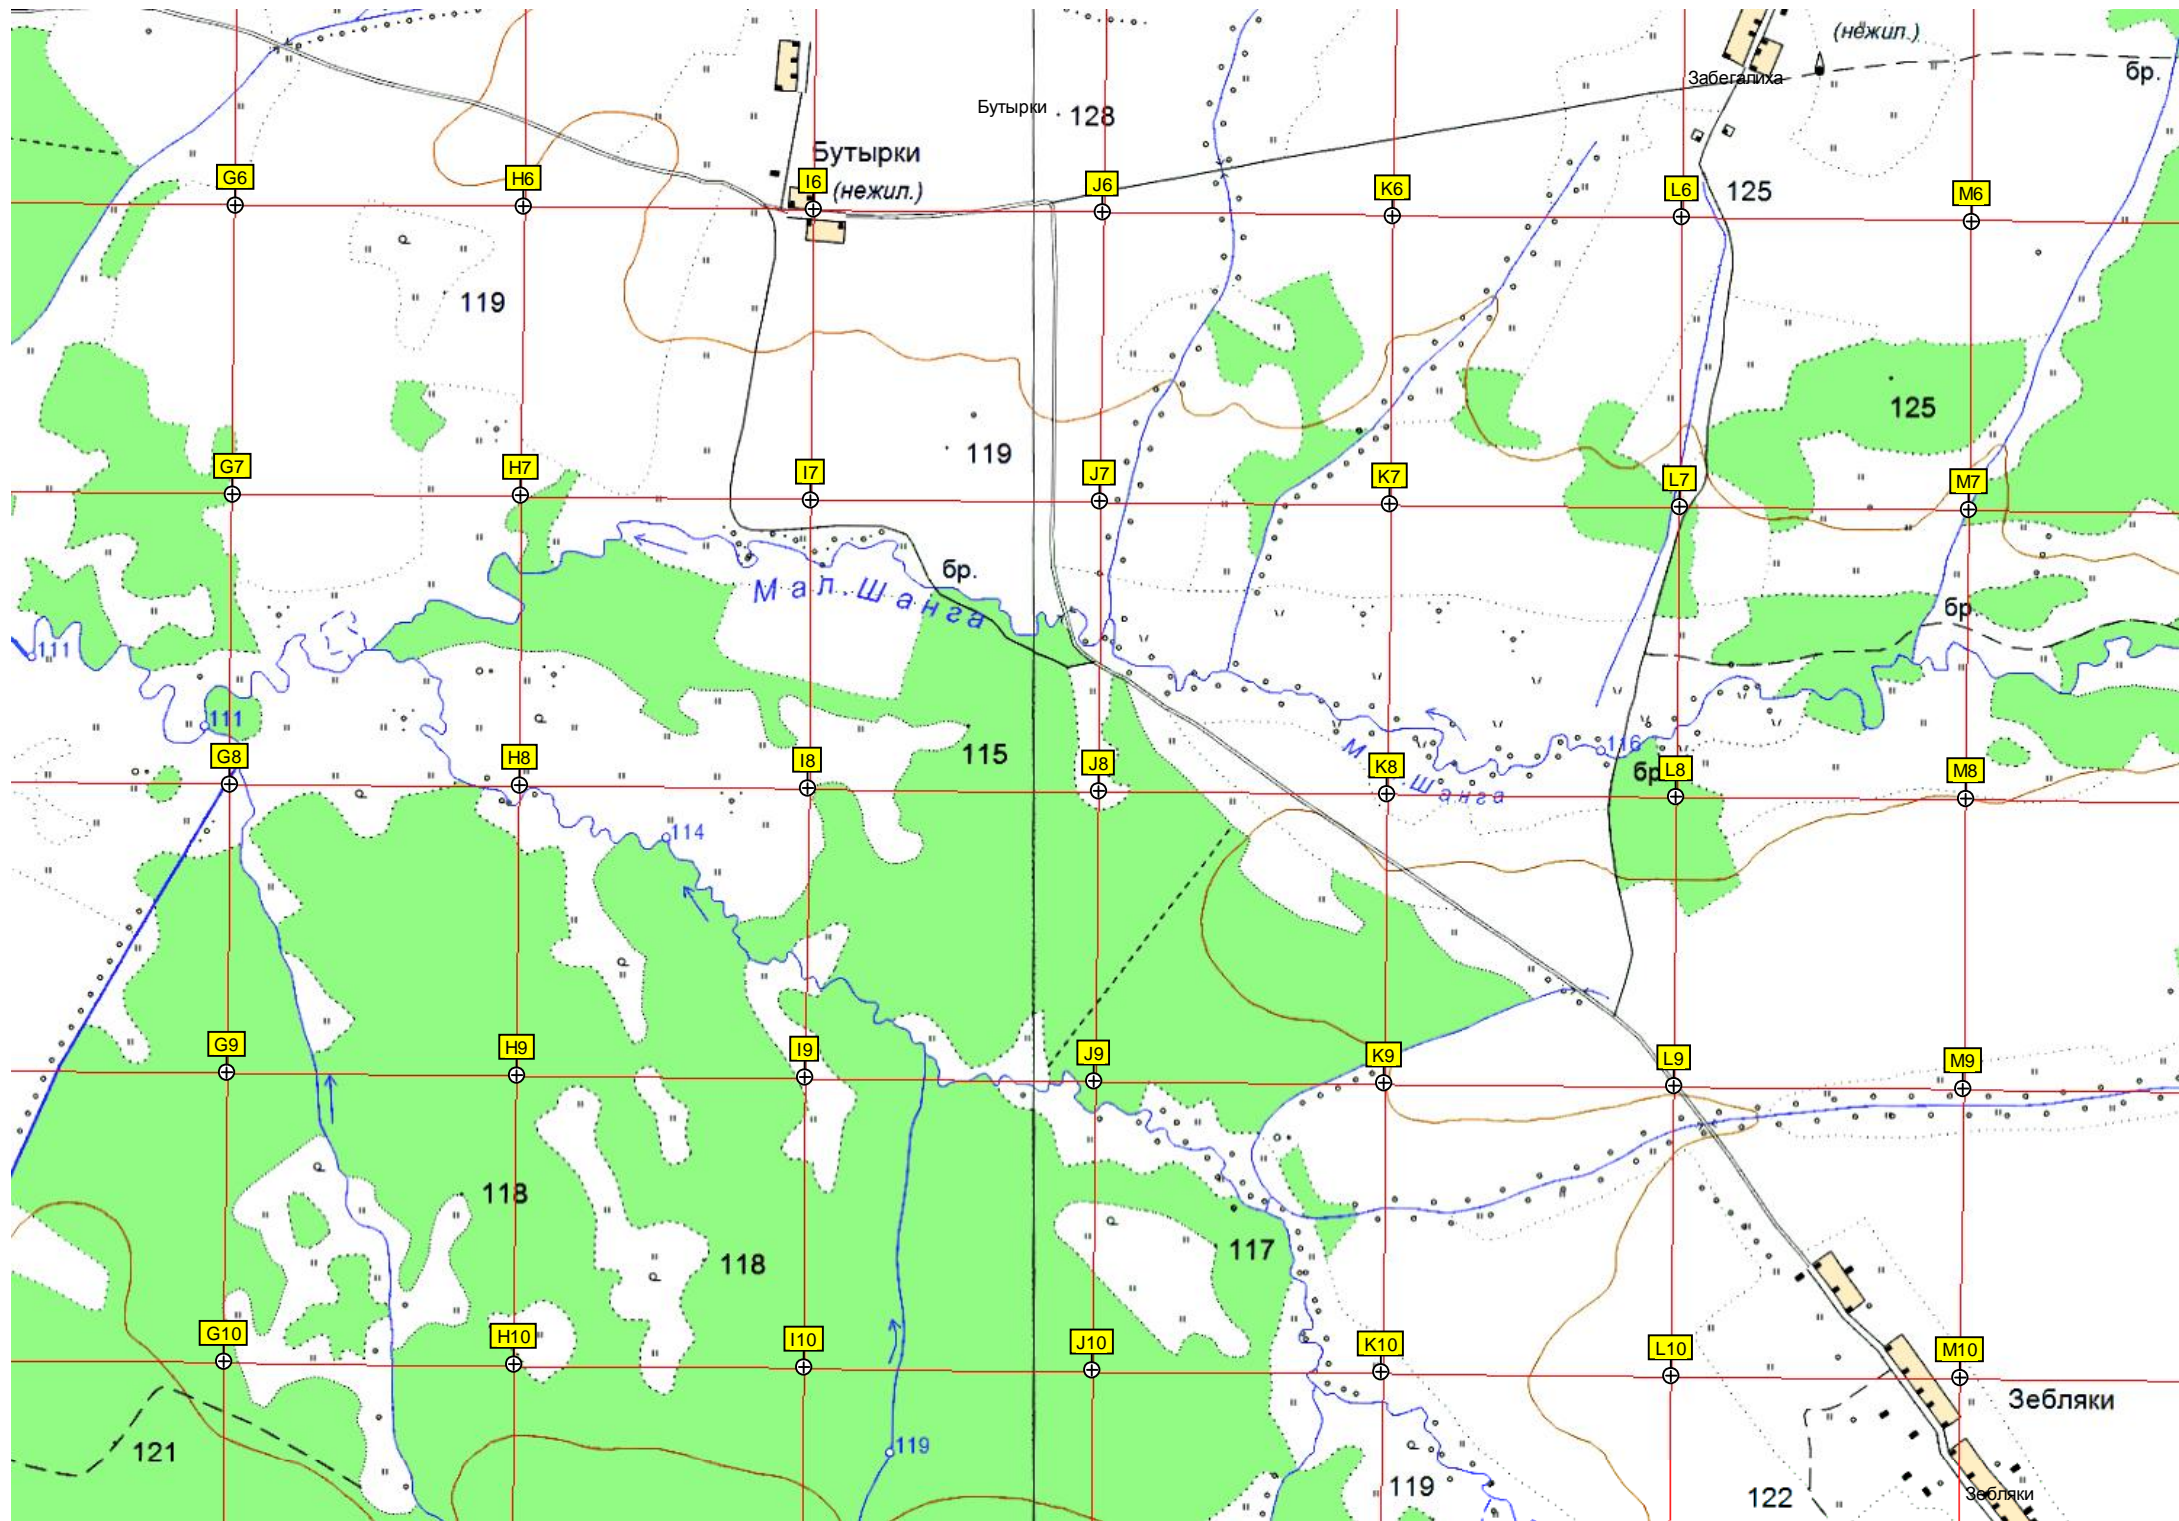 (нежил.)
бр.
Забегалиха
Бутырки
128
Бутырки
(нежил.)
G6
H6
I6
J6
K6
L6
125
M6
119
125
119
G7
H7
I7
J7
K7
L7
M7
бр.
Мал. Шанга
бр
111
111
116
G8
H8
I8
115
J8
М. Шанга
K8
бр
L8
M8
114
G9
H9
I9
J9
K9
L9
M9
118
118
117
G10
H10
I10
J10
K10
L10
M10
Зебляки
121
119
119
122
Зебляки